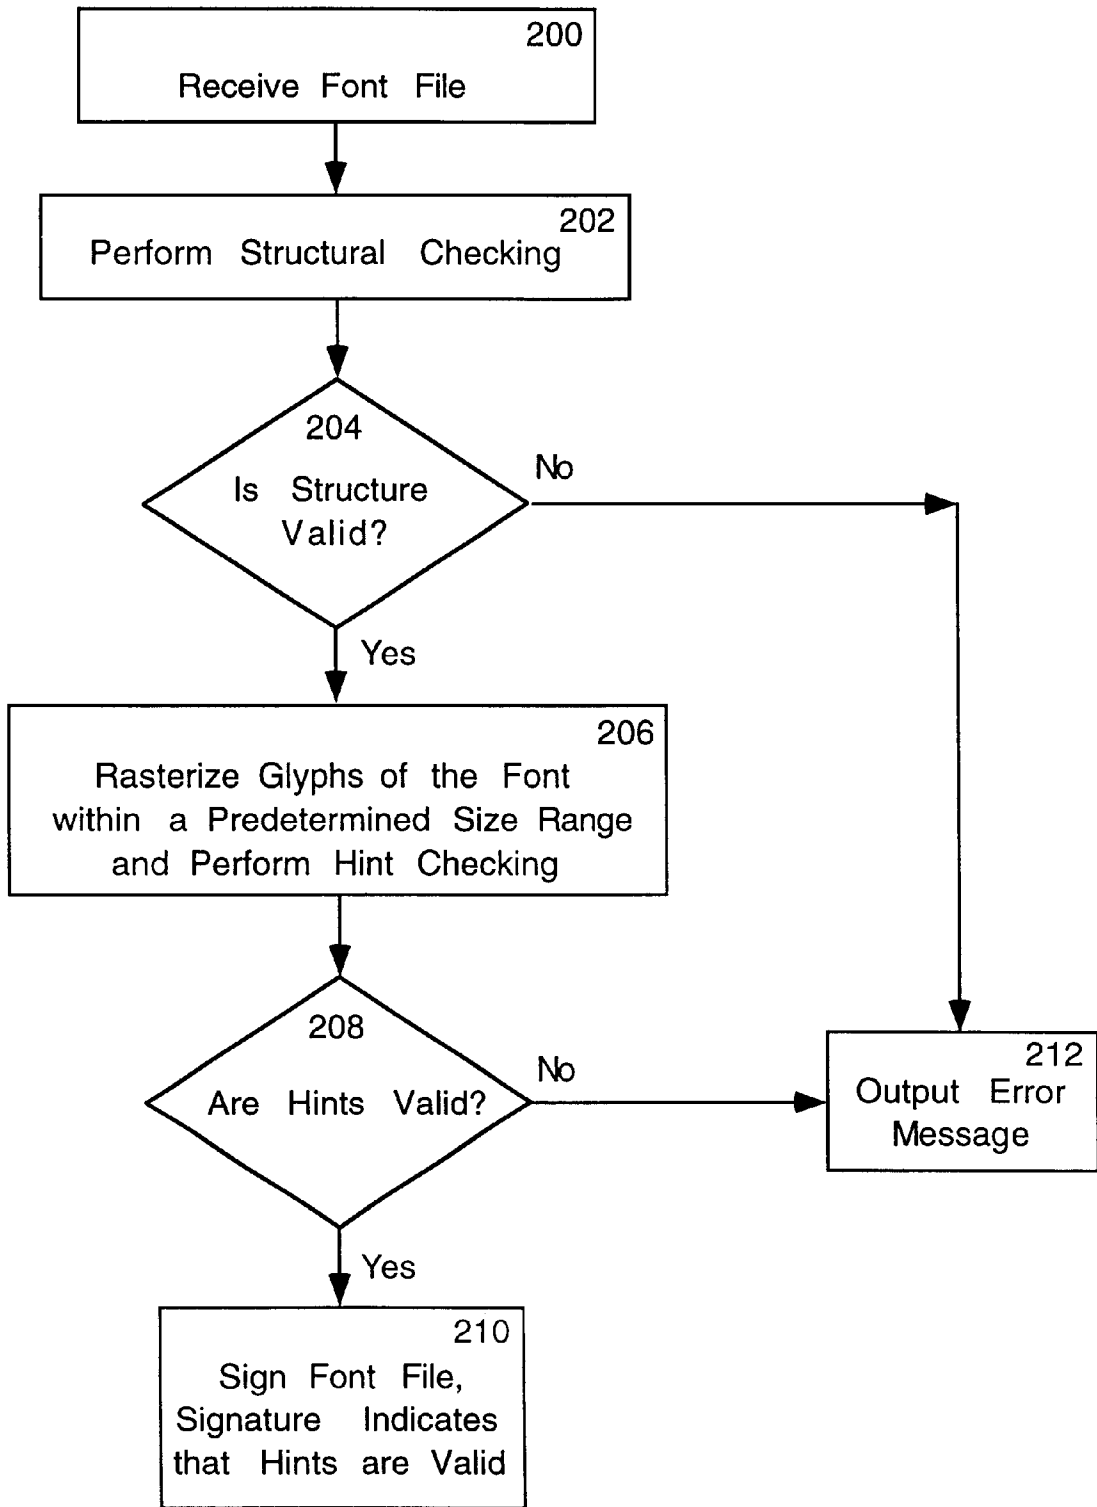 200
Receive Font File
202
Perform Structural Checking
204
Is Structure
Valid?
No
Yes
206
Rasterize Glyphs of the Font
within a Predetermined Size Range
and Perform Hint Checking
208
Are Hints Valid?
No
212
Output Error
Message
Yes
210
Sign Font File,
Signature Indicates
that Hints are Valid